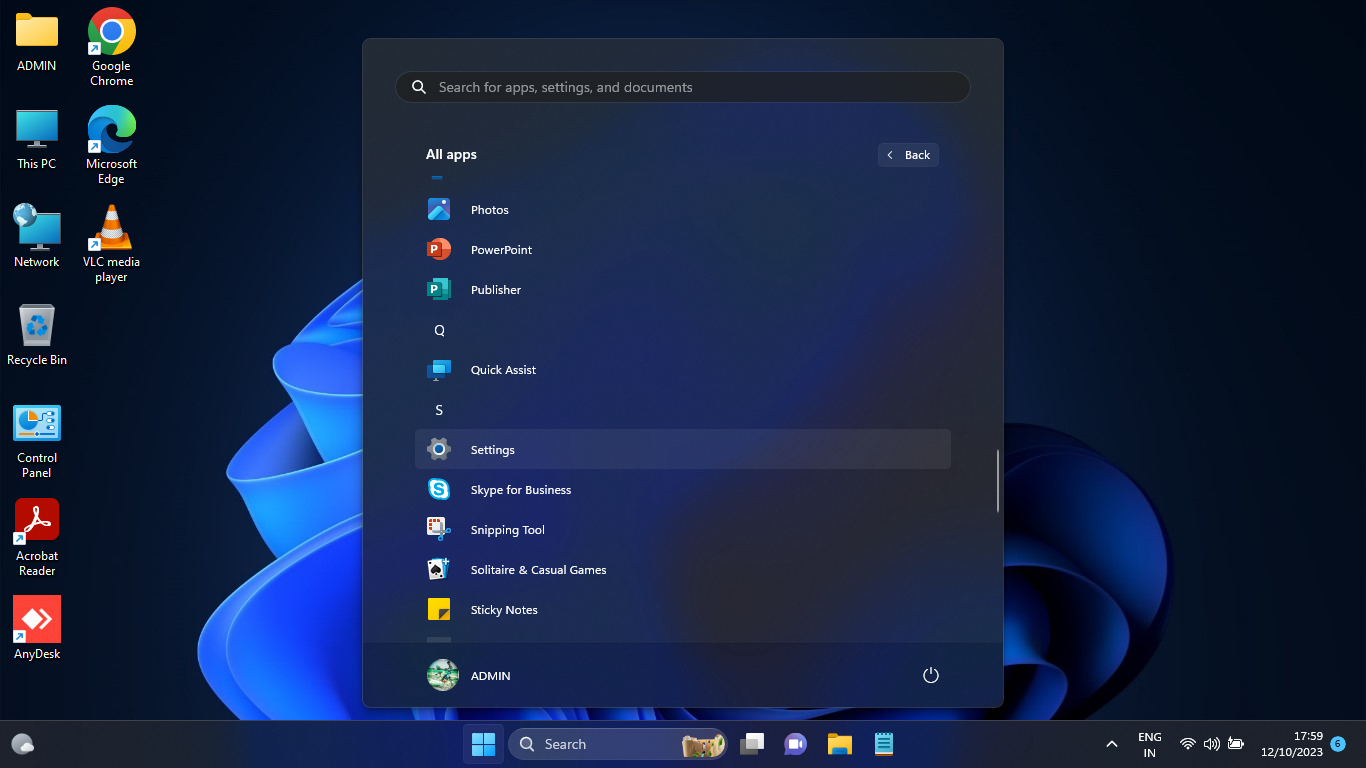 ADMIN
Google
Chrome
This PC
Microsoft
Edge
Network
VLC media
player
Recycle Bin
Control
Panel
Acrobat
Reader
AnyDesk
Search for apps, settings, and documents
All apps
Back
Photos
PowerPoint
Publisher
Q
Quick Assist
S
Settings
Skype for Business
Snipping Tool
Solitaire & Casual Games
Sticky Notes
ADMIN
Search
ENG
IN
17:59
12/10/2023
6